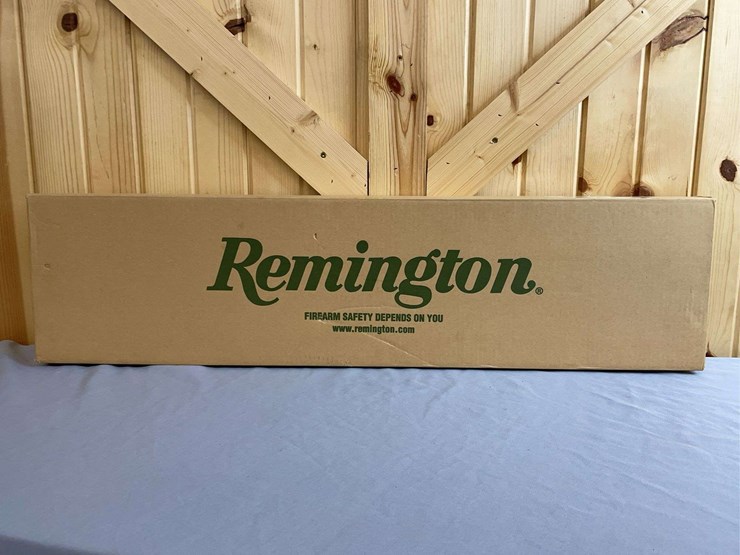 Remington®
FIREARM SAFETY DEPENDS ON YOU
www.remington.com